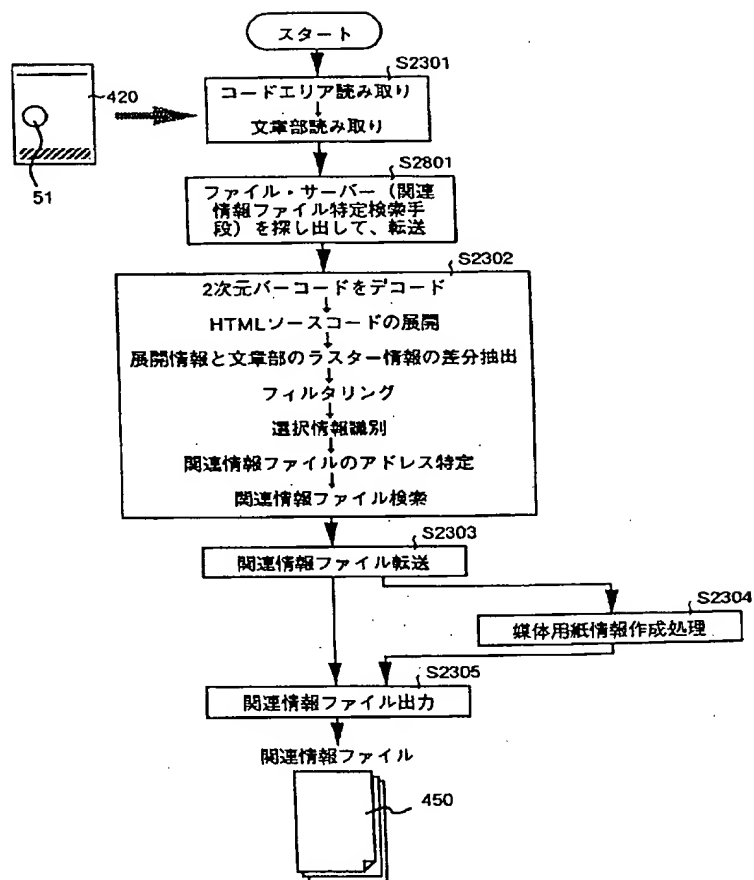 スタート
S2301
420
コードエリア読み取り
文章部読み取り
51
S2801
ファイル・サーバー（関連
情報ファイル特定検索手
段）を探し出して、転送
S2302
2次元バーコードをデコード
HTMLソースコードの展開
展開情報と文章部のラスター情報の差分抽出
フィルタリング
選択情報識別
関連情報ファイルのアドレス特定
関連情報ファイル検索
S2303
関連情報ファイル転送
S2304
媒体用紙情報作成処理
S2305
関連情報ファイル出力
関連情報ファイル
450